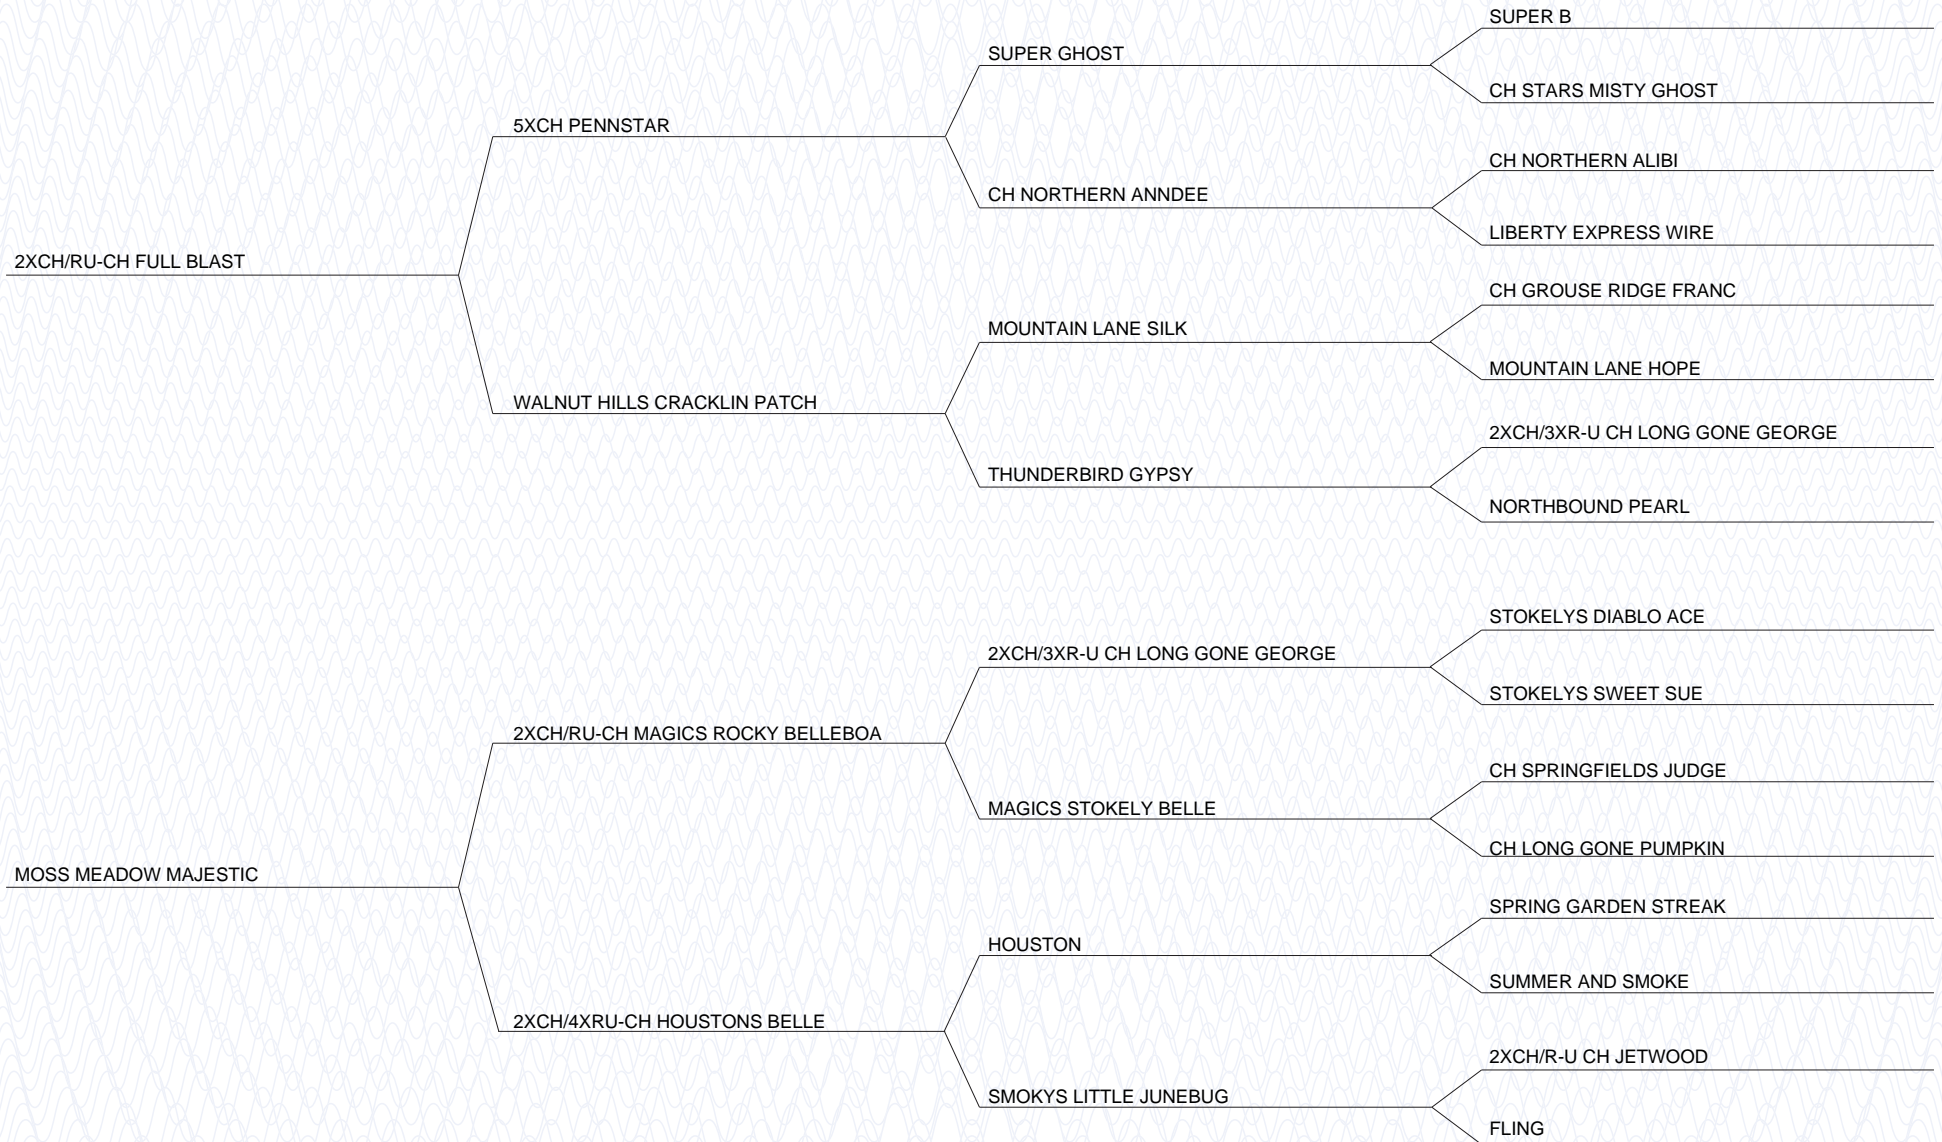 SUPER B
SUPER GHOST
CH STARS MISTY GHOST
5XCH PENNSTAR
CH NORTHERN ALIBI
CH NORTHERN ANNDEE
LIBERTY EXPRESS WIRE
2XCH/RU-CH FULL BLAST
CH GROUSE RIDGE FRANC
MOUNTAIN LANE SILK
MOUNTAIN LANE HOPE
WALNUT HILLS CRACKLIN PATCH
2XCH/3XR-U CH LONG GONE GEORGE
THUNDERBIRD GYPSY
NORTHBOUND PEARL
STOKELYS DIABLO ACE
2XCH/3XR-U CH LONG GONE GEORGE
STOKELYS SWEET SUE
2XCH/RU-CH MAGICS ROCKY BELLEBOA
CH SPRINGFIELDS JUDGE
MAGICS STOKELY BELLE
CH LONG GONE PUMPKIN
MOSS MEADOW MAJESTIC
SPRING GARDEN STREAK
HOUSTON
SUMMER AND SMOKE
2XCH/4XRU-CH HOUSTONS BELLE
2XCH/R-U CH JETWOOD
SMOKYS LITTLE JUNEBUG
FLING